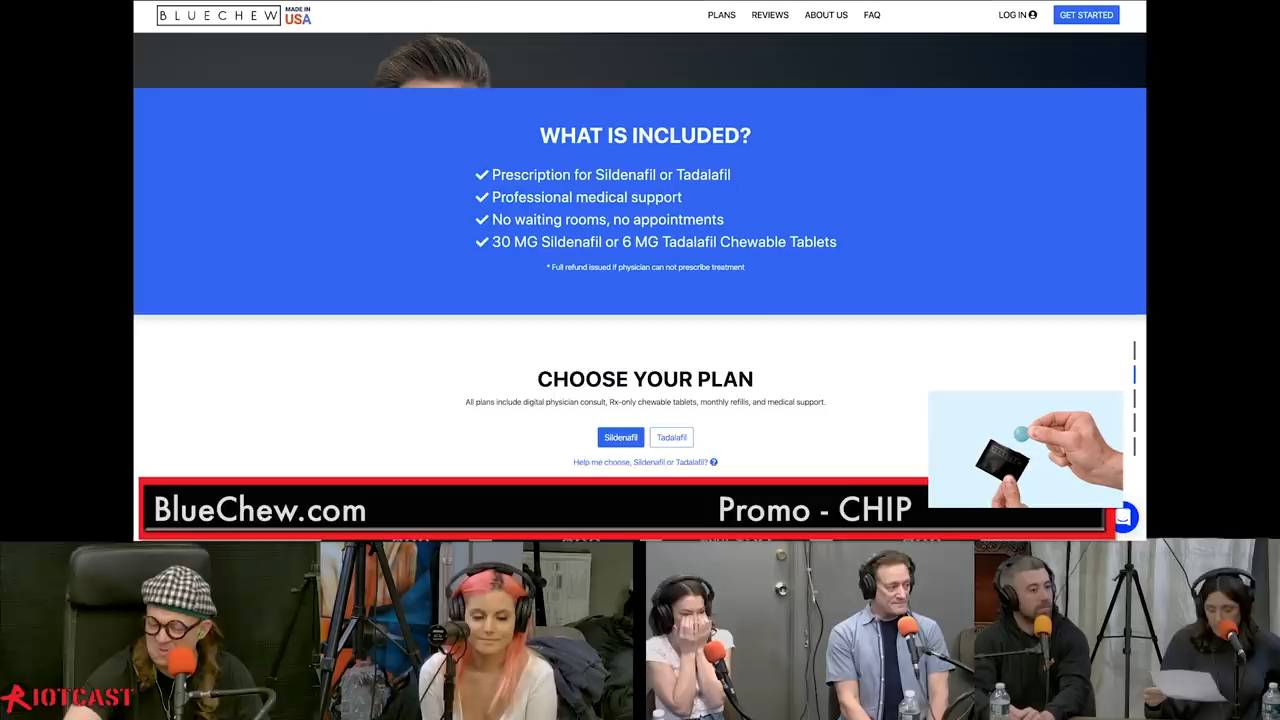 BLUECHEW
MADE IN
USA
PLANS
REVIEWS
ABOUT US
FAQ
LOG IN
GET STARTED
WHAT IS INCLUDED?
Prescription for Sildenafil or Tadalafil
Professional medical support
No waiting rooms, no appointments
30 MG Sildenafil or 6 MG Tadalafil Chewable Tablets
* Full refund issued if physician can not prescribe treatment
CHOOSE YOUR PLAN
All plans include digital physician consult, Rx-only chewable tablets, monthly refills, and medical support.
Sildenafil
Tadalafil
Help me choose, Sildenafil or Tadalafil?
BlueChew.com
Promo - CHIP
RIOTCAST